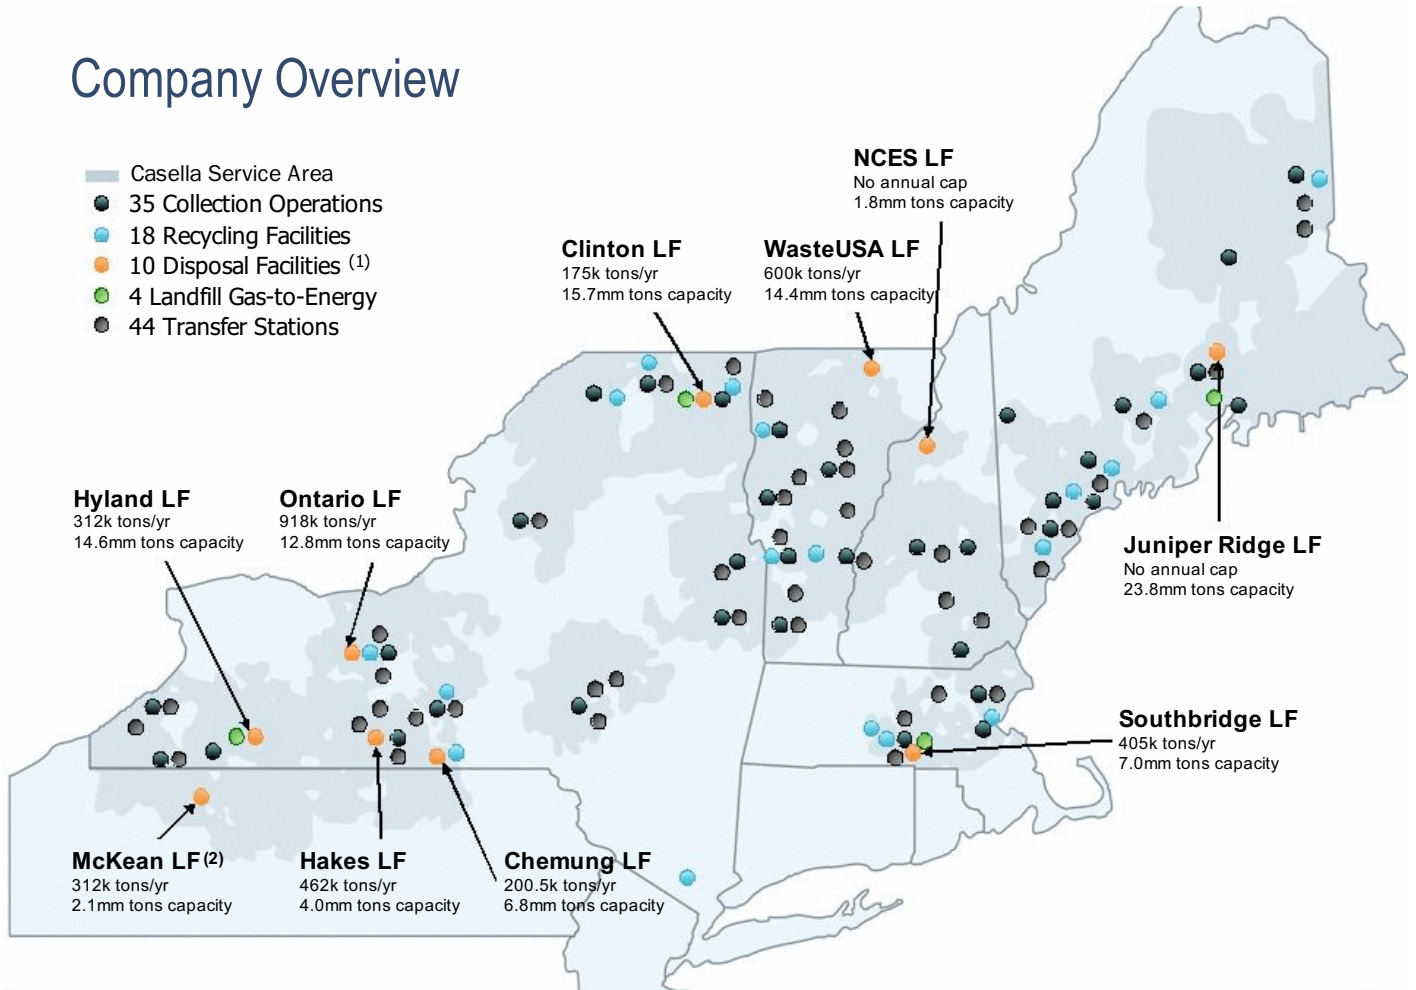 Company Overview
Casella Service Area
35 Collection Operations
18 Recycling Facilities
10 Disposal Facilities (1)
4 Landfill Gas-to-Energy
44 Transfer Stations
NCES LF
No annual cap
1.8mm tons capacity
Clinton LF
175k tons/yr
15.7mm tons capacity
WasteUSA LF
600k tons/yr
14.4mm tons capacity
Hyland LF
312k tons/yr
14.6mm tons capacity
Ontario LF
918k tons/yr
12.8mm tons capacity
Juniper Ridge LF
No annual cap
23.8mm tons capacity
Southbridge LF
405k tons/yr
7.0mm tons capacity
McKean LF (2)
312k tons/yr
2.1mm tons capacity
Hakes LF
462k tons/yr
4.0mm tons capacity
Chemung LF
200.5k tons/yr
6.8mm tons capacity